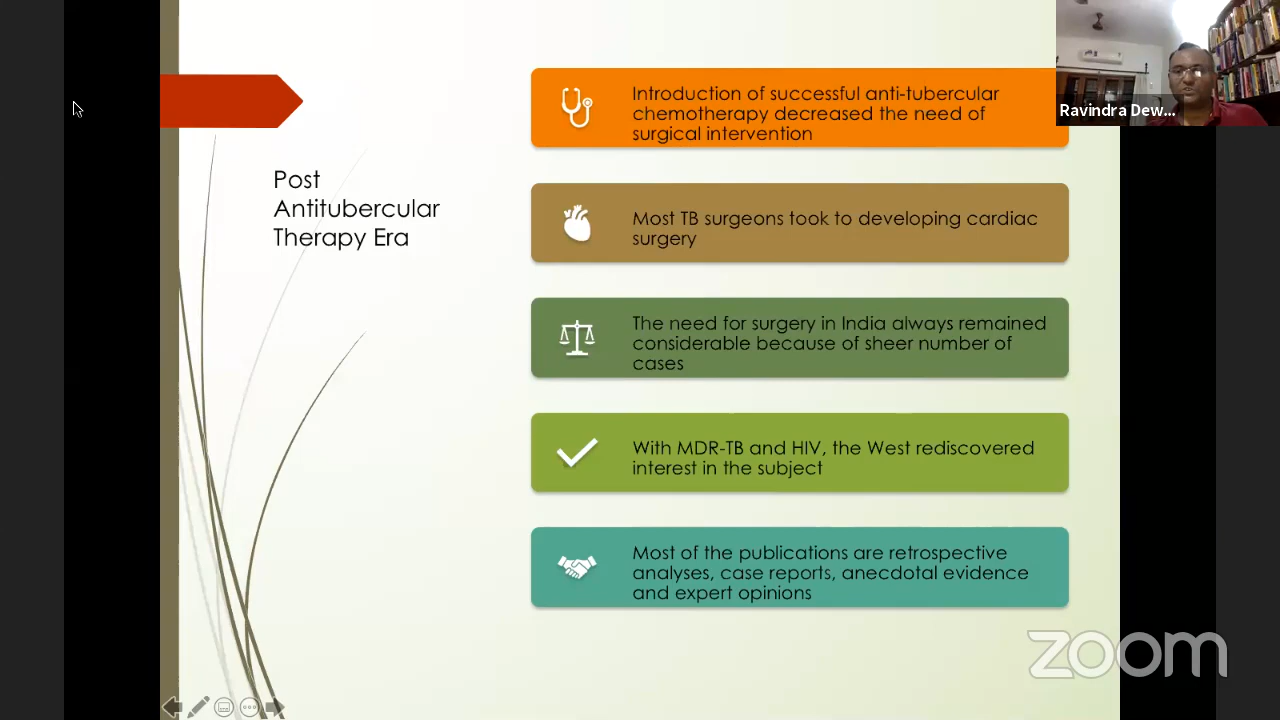 Post
Antitubercular
Therapy Era
Introduction of successful anti-tubercular
chemotherapy decreased the need of
surgical intervention
Most TB surgeons took to developing cardiac
surgery
The need for surgery in India always remained
considerable because of sheer number of
cases
With MDR-TB and HIV, the West rediscovered
interest in the subject
Most of the publications are retrospective
analyses, case reports, anecdotal evidence
and expert opinions
Ravindra Dew...
zoom